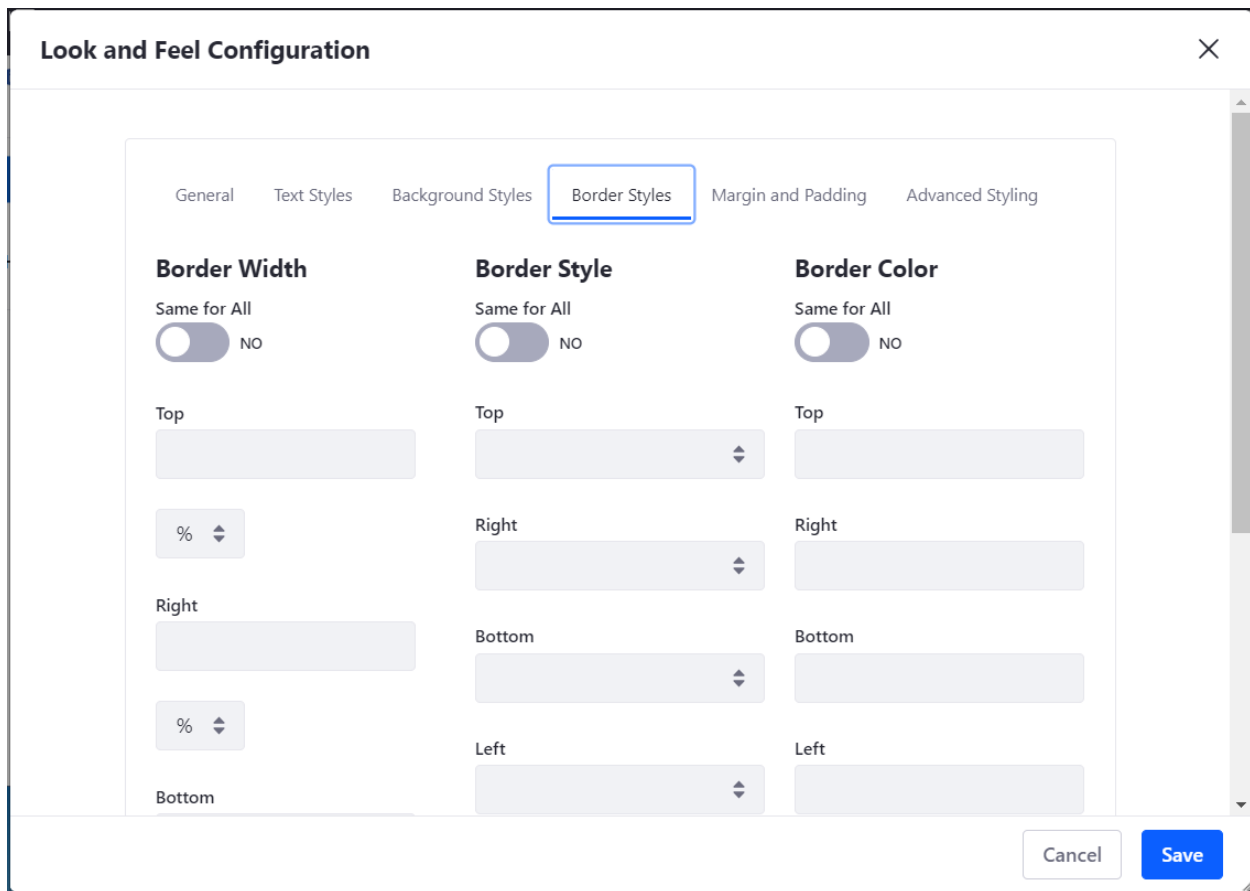 Look and Feel Configuration
General Text Styles Background Styles Border Styles Margin and Padding Advanced Styling
Border Width Border Style Border Color
Same for All Same for All Same for All
NO NO NO
Top Top Top
%
Right Right
Right
Bottom Bottom
%
Left Left
Bottom
Cancel Save